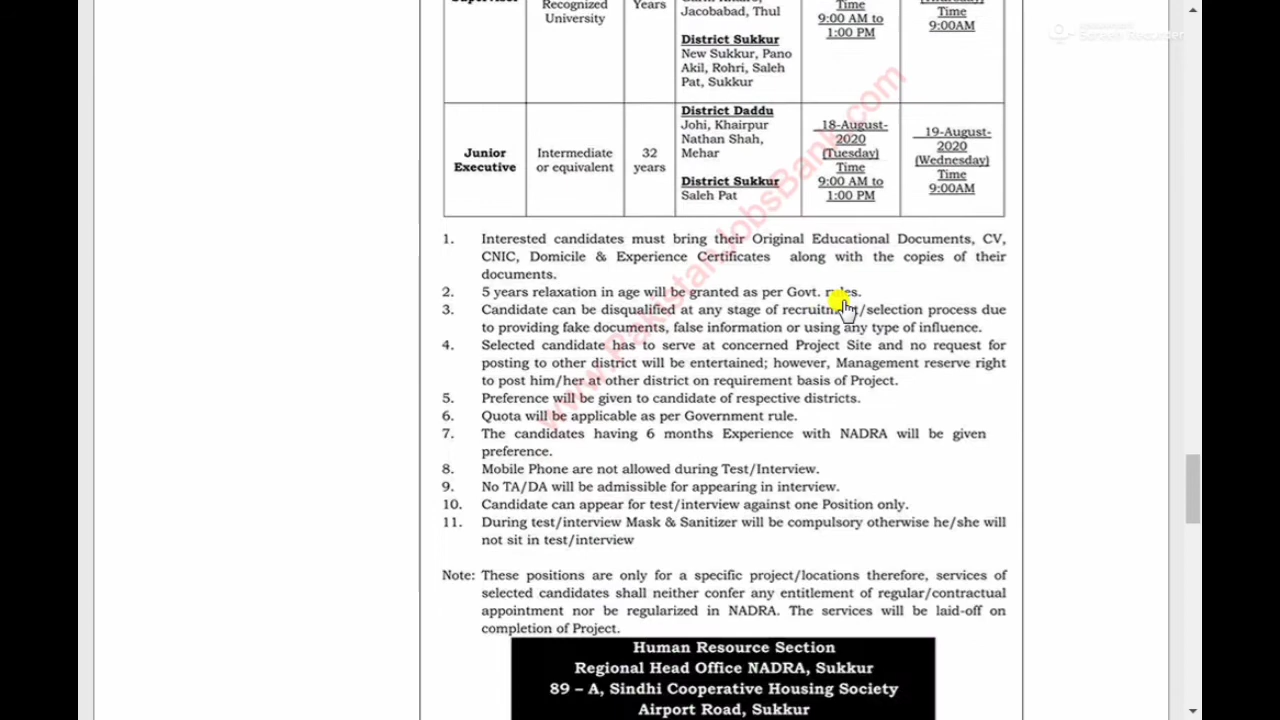 Recognized
University
Years
Jacobabad, Thul
District Sukkur
New Sukkur, Pano
Akil, Rohri, Saleh
Pat, Sukkur
Time
9:00 AM to
1:00 PM
Time
9:00AM
Screen Recorder
Junior
Executive
Intermediate
or equivalent
32
years
District Daddu
Johi, Khairpur
Nathan Shah,
Mehar
District Sukkur
Saleh Pat
18-August-
2020
(Tuesday)
Time
9:00 AM to
1:00 PM
19-August-
2020
(Wednesday)
Time
9:00AM
www.PakistanJobsBank.com
1. Interested candidates must bring their Original Educational Documents, CV,
CNIC, Domicile & Experience Certificates along with the copies of their
documents.
2. 5 years relaxation in age will be granted as per Govt. rules.
3. Candidate can be disqualified at any stage of recruitment/selection process due
to providing fake documents, false information or using any type of influence.
4. Selected candidate has to serve at concerned Project Site and no request for
posting to other district will be entertained; however, Management reserve right
to post him/her at other district on requirement basis of Project.
5. Preference will be given to candidate of respective districts.
6. Quota will be applicable as per Government rule.
7. The candidates having 6 months Experience with NADRA will be given
preference.
8. Mobile Phone are not allowed during Test/Interview.
9. No TA/DA will be admissible for appearing in interview.
10. Candidate can appear for test/interview against one Position only.
11. During test/interview Mask & Sanitizer will be compulsory otherwise he/she will
not sit in test/interview
Note: These positions are only for a specific project/locations therefore, services of
selected candidates shall neither confer any entitlement of regular/contractual
appointment nor be regularized in NADRA. The services will be laid-off on
completion of Project.
Human Resource Section
Regional Head Office NADRA, Sukkur
89 – A, Sindhi Cooperative Housing Society
Airport Road, Sukkur